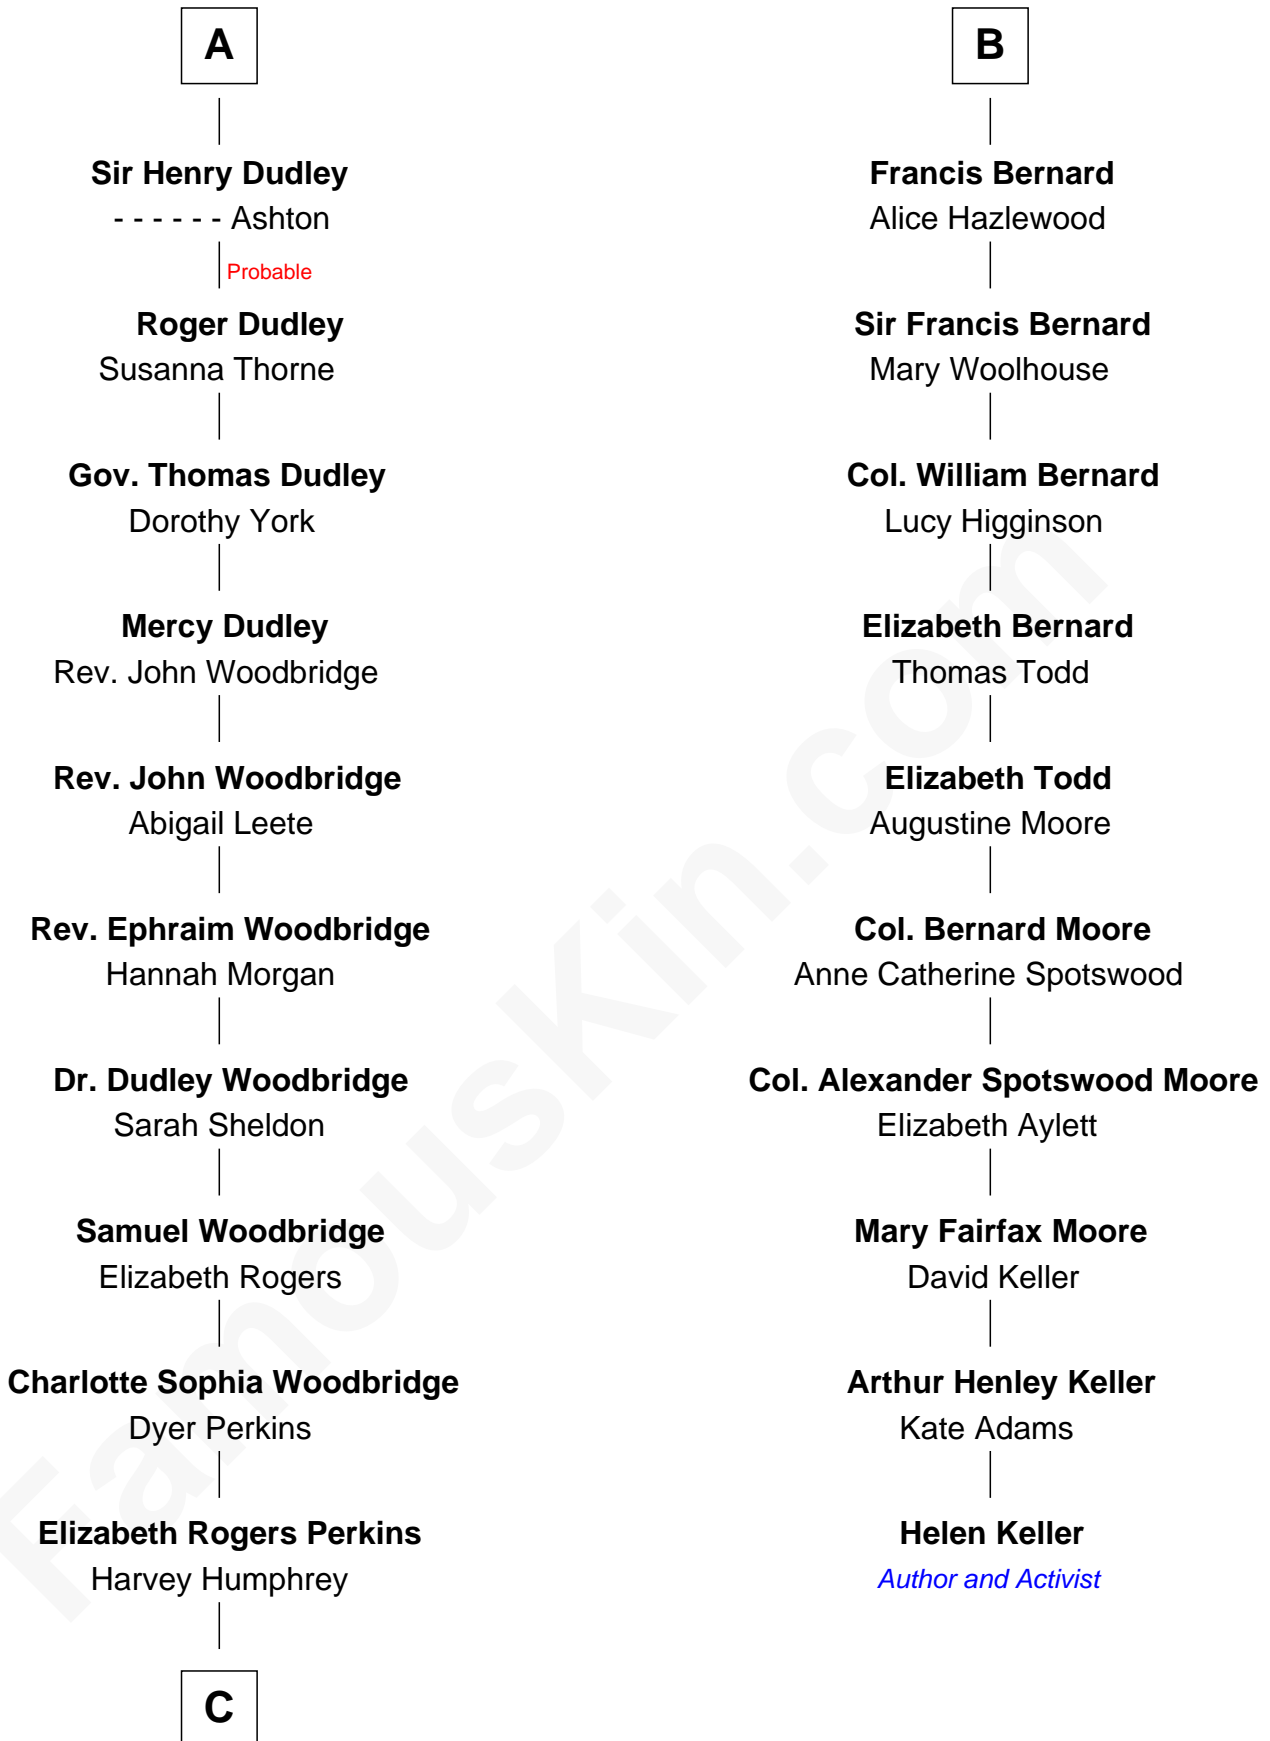 A
Sir Henry Dudley
- - - - - - Ashton
Probable
Roger Dudley
Susanna Thorne
Gov. Thomas Dudley
Dorothy York
Mercy Dudley
Rev. John Woodbridge
Rev. John Woodbridge
Abigail Leete
Rev. Ephraim Woodbridge
Hannah Morgan
Dr. Dudley Woodbridge
Sarah Sheldon
Samuel Woodbridge
Elizabeth Rogers
Charlotte Sophia Woodbridge
Dyer Perkins
Elizabeth Rogers Perkins
Harvey Humphrey
C
B
Francis Bernard
Alice Hazlewood
Sir Francis Bernard
Mary Woolhouse
Col. William Bernard
Lucy Higginson
Elizabeth Bernard
Thomas Todd
Elizabeth Todd
Augustine Moore
Col. Bernard Moore
Anne Catherine Spotswood
Col. Alexander Spotswood Moore
Elizabeth Aylett
Mary Fairfax Moore
David Keller
Arthur Henley Keller
Kate Adams
Helen Keller
Author and Activist
FamousKin.com